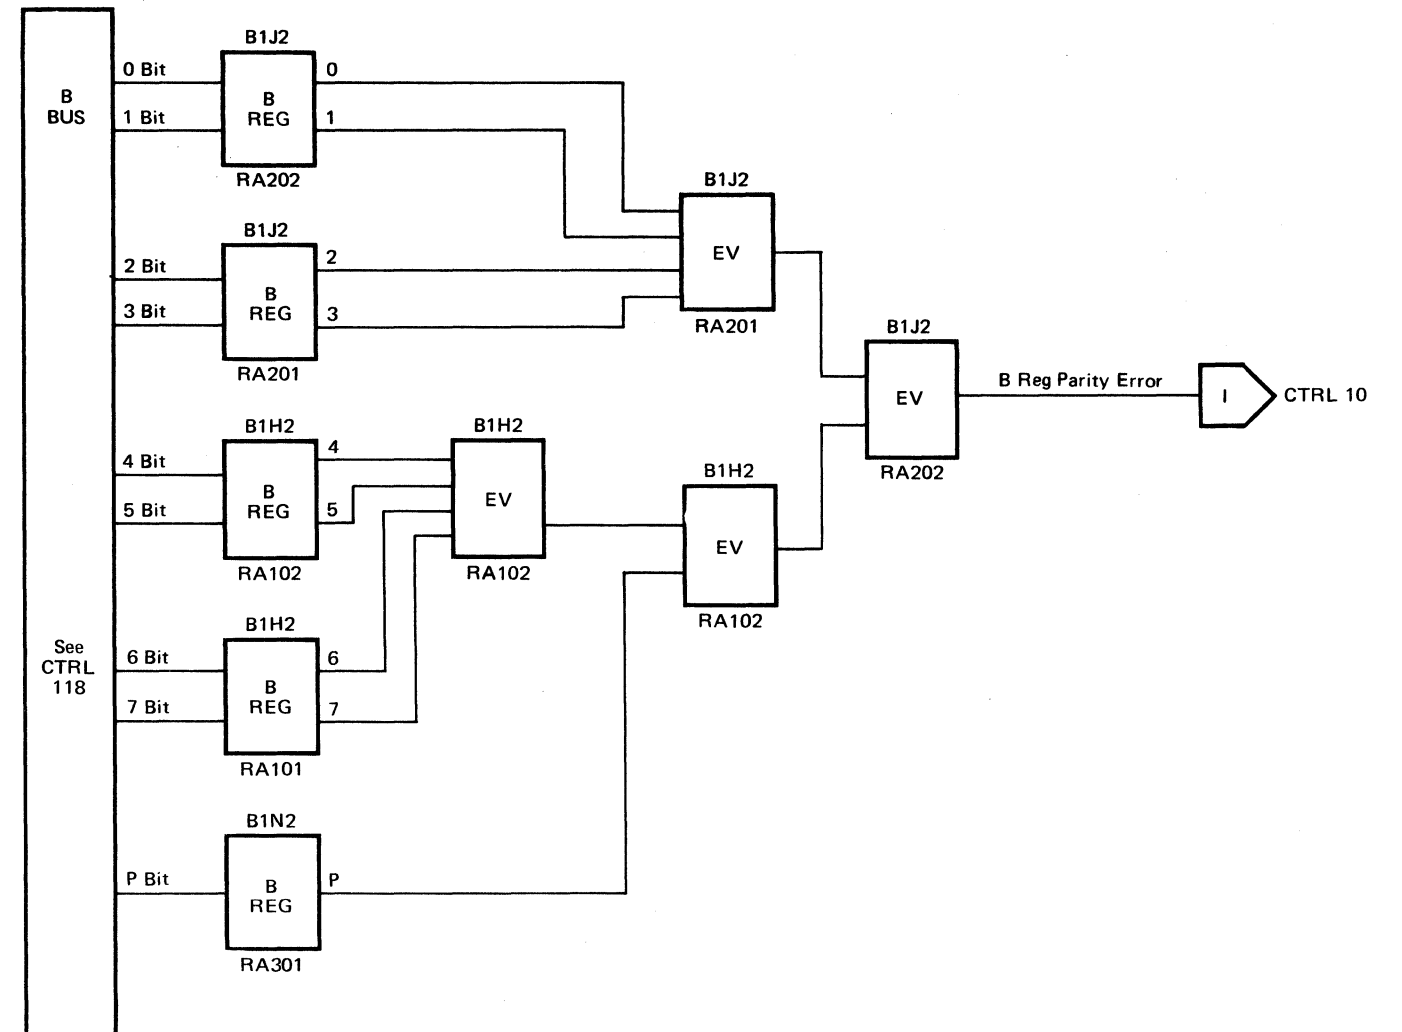 B
BUS
See
CTRL
118
0 Bit
1 Bit
B1J2
B
REG
RA202
0
1
2 Bit
3 Bit
B1J2
B
REG
RA201
2
3
4 Bit
5 Bit
B1H2
B
REG
RA102
4
5
6 Bit
7 Bit
B1H2
B
REG
RA101
6
7
P Bit
B1N2
B
REG
RA301
P
B1H2
EV
RA102
B1J2
EV
RA201
B1H2
EV
RA102
B1J2
EV
RA202
B Reg Parity Error
I
CTRL 10